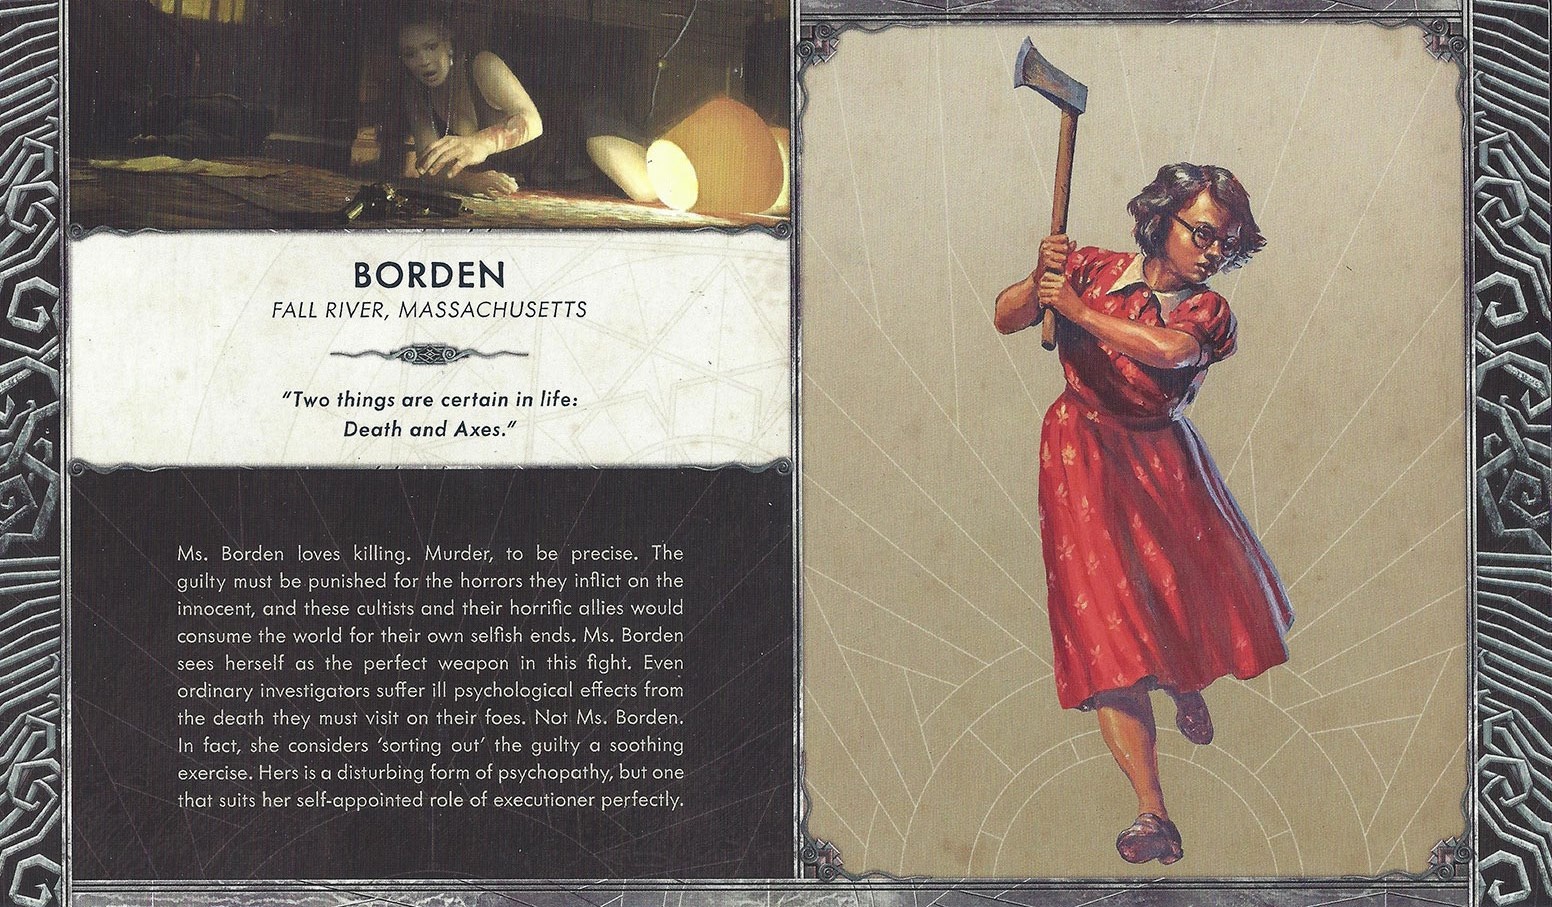 BORDEN
FALL RIVER, MASSACHUSETTS
“Two things are certain in life:
Death and Axes.”
Ms. Borden loves killing. Murder, to be precise. The
guilty must be punished for the horrors they inflict on the
innocent, and these cultists and their horrific allies would
consume the world for their own selfish ends. Ms. Borden
sees herself as the perfect weapon in this fight. Even
ordinary investigators suffer ill psychological effects from
the death they must visit on their foes. Not Ms. Borden.
In fact, she considers ‘sorting out’ the guilty a soothing
exercise. Hers is a disturbing form of psychopathy, but one
that suits her self-appointed role of executioner perfectly.